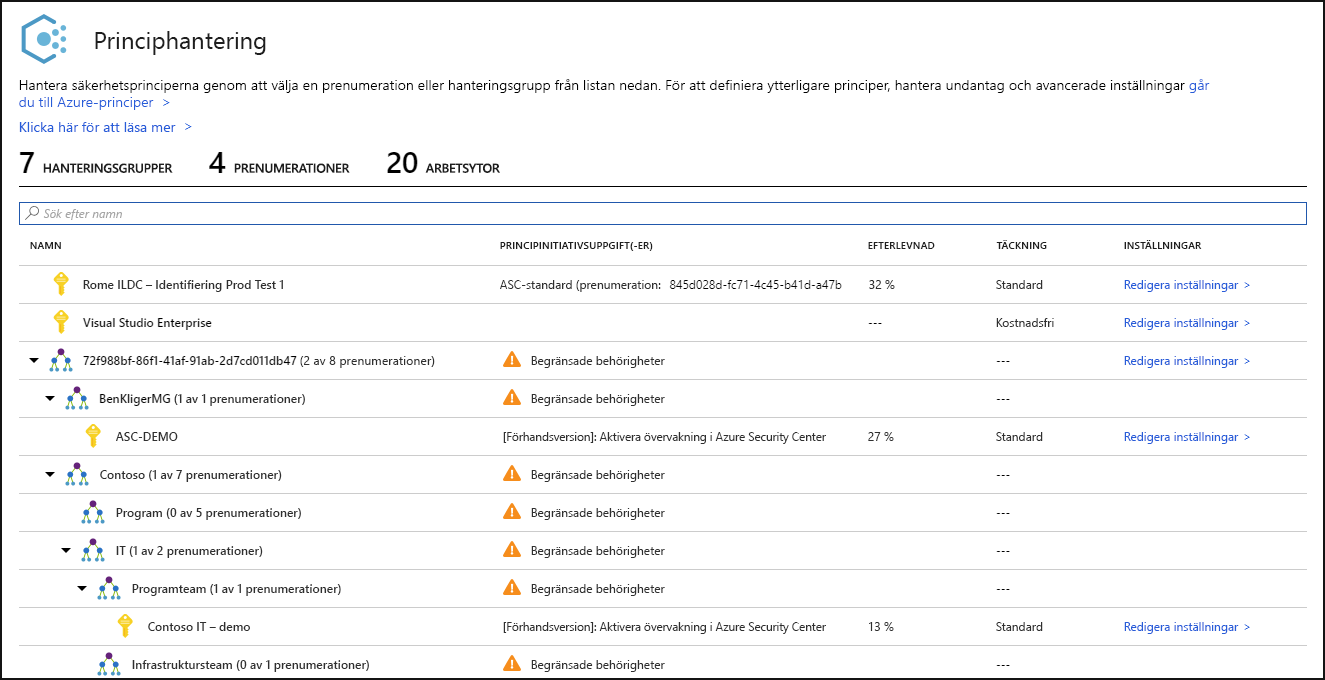 Principhantering
Hantera säkerhetsprinciperna genom att välja en prenumeration eller hanteringsgrupp från listan nedan. För att definiera ytterligare principer, hantera undantag och avancerade inställningar går
du till Azure-principer >
Klicka här för att läsa mer >
7 HANTERINGSGRUPPER 4 PRENUMERATIONER 20 ARBETSYTOR
Sök efter namn
NAMN PRINCIPINITIATIVSUPPGIFT(-ER) EFTERLEVNAD TÄCKNING INSTÄLLNINGAR
Rome ILDC – Identifiering Prod Test 1 ASC-standard (prenumeration: 845d028d-fc71-4c45-b41d-a47b 32 % Standard Redigera inställningar >
Visual Studio Enterprise --- Kostnadsfri Redigera inställningar >
72f988bf-86f1-41af-91ab-2d7cd011db47 (2 av 8 prenumerationer) Begränsade behörigheter --- Redigera inställningar >
BenKligerMG (1 av 1 prenumerationer) Begränsade behörigheter ---
ASC-DEMO [Förhandsversion]: Aktivera övervakning i Azure Security Center 27 % Standard Redigera inställningar >
Contoso (1 av 7 prenumerationer) Begränsade behörigheter ---
Program (0 av 5 prenumerationer) Begränsade behörigheter ---
IT (1 av 2 prenumerationer) Begränsade behörigheter ---
Programteam (1 av 1 prenumerationer) Begränsade behörigheter ---
Contoso IT – demo [Förhandsversion]: Aktivera övervakning i Azure Security Center 13 % Standard Redigera inställningar >
Infrastruktursteam (0 av 1 prenumerationer) Begränsade behörigheter ---